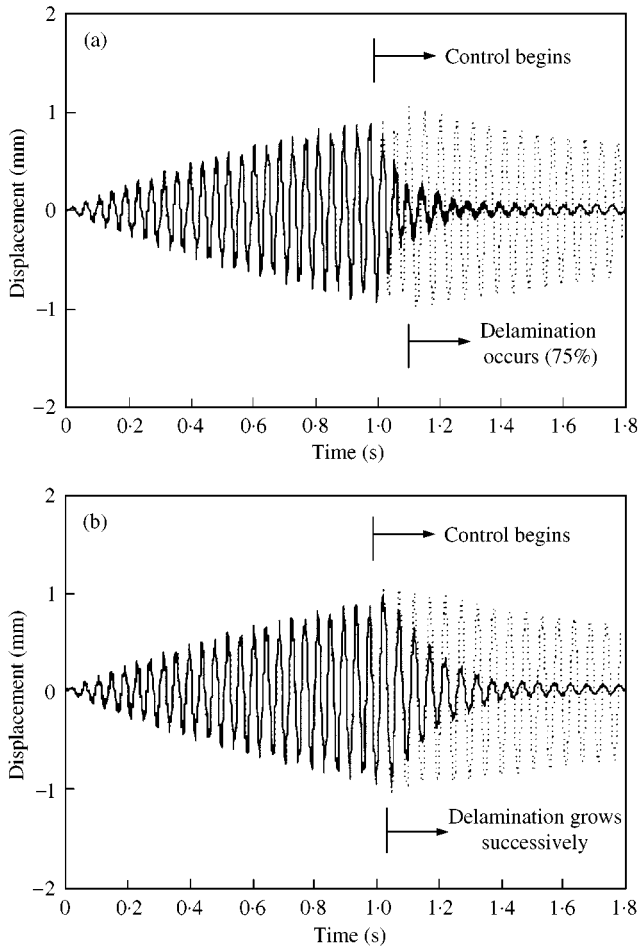 (a)
Control begins
Delamination
occurs (75%)
Displacement (mm)
2
1
0
−1
−2
0 0·2 0·4 0·6 0·8 1·0 1·2 1·4 1·6 1·8
Time (s)
(b)
Control begins
Delamination grows
successively
Displacement (mm)
2
1
0
−1
−2
0 0·2 0·4 0·6 0·8 1·0 1·2 1·4 1·6 1·8
Time (s)